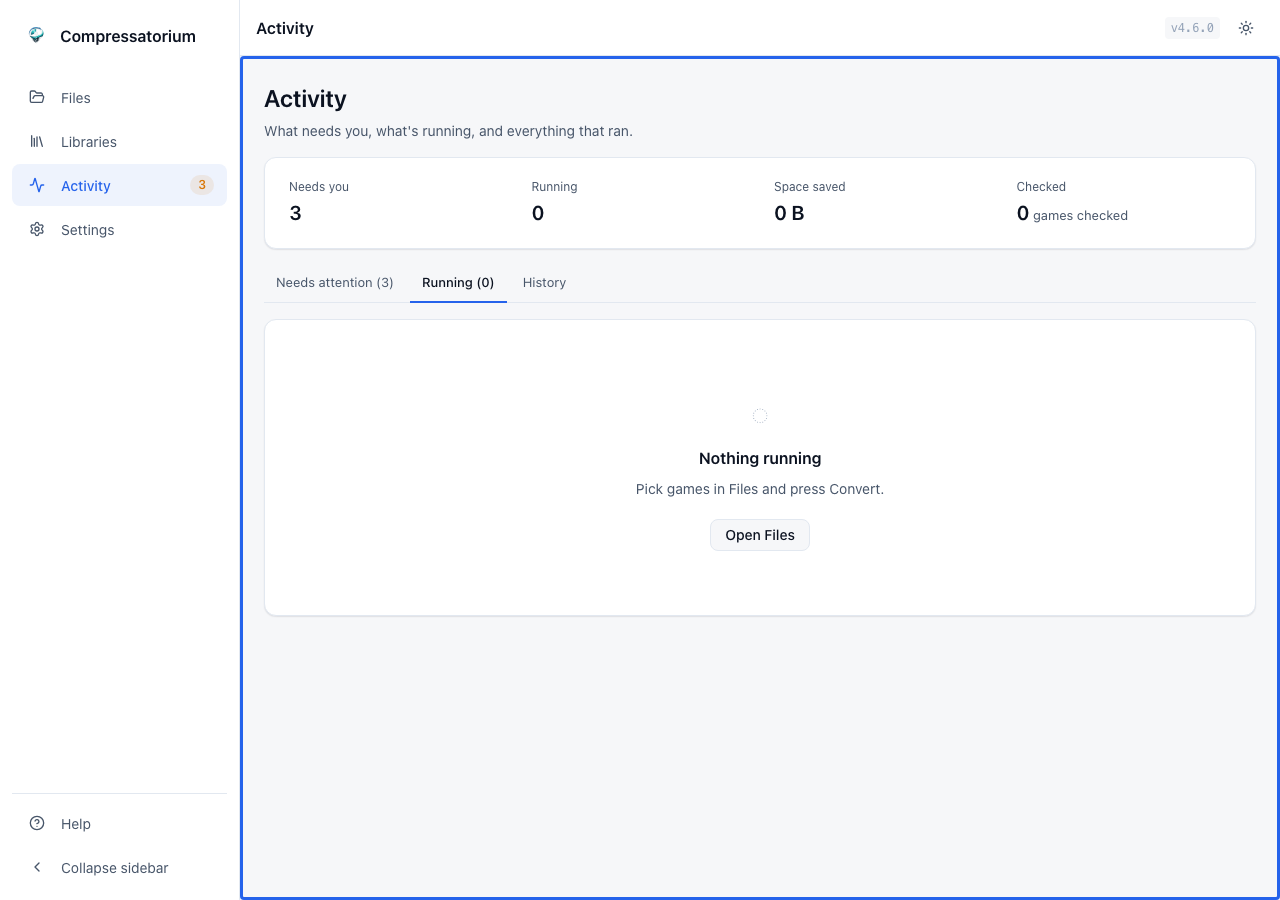 Compressatorium
Activity
v4.6.0
Files
Libraries
Activity 3
Settings
Activity
What needs you, what's running, and everything that ran.
Needs you Running Space saved Checked
3 0 0 B 0 games checked
Needs attention (3) Running (0) History
Nothing running
Pick games in Files and press Convert.
Open Files
Help
Collapse sidebar